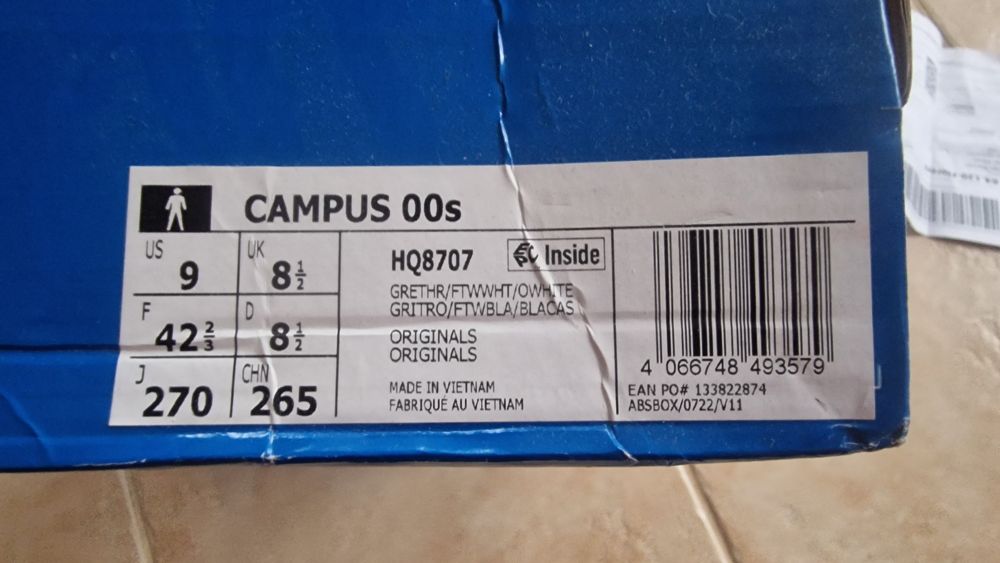 CAMPUS 00s
US 9
UK 8 1/2
F 42 2/3
D 8 1/2
J 270
CHN 265
HQ8707
Inside
GRETHR/FTWWHT/OWHITE
GRITRO/FTWBLA/BLACAS
ORIGINALS
ORIGINALS
MADE IN VIETNAM
FABRIQUÉ AU VIETNAM
4 066748 493579
EAN PO# 133822874
ABSBOX/0722/V11